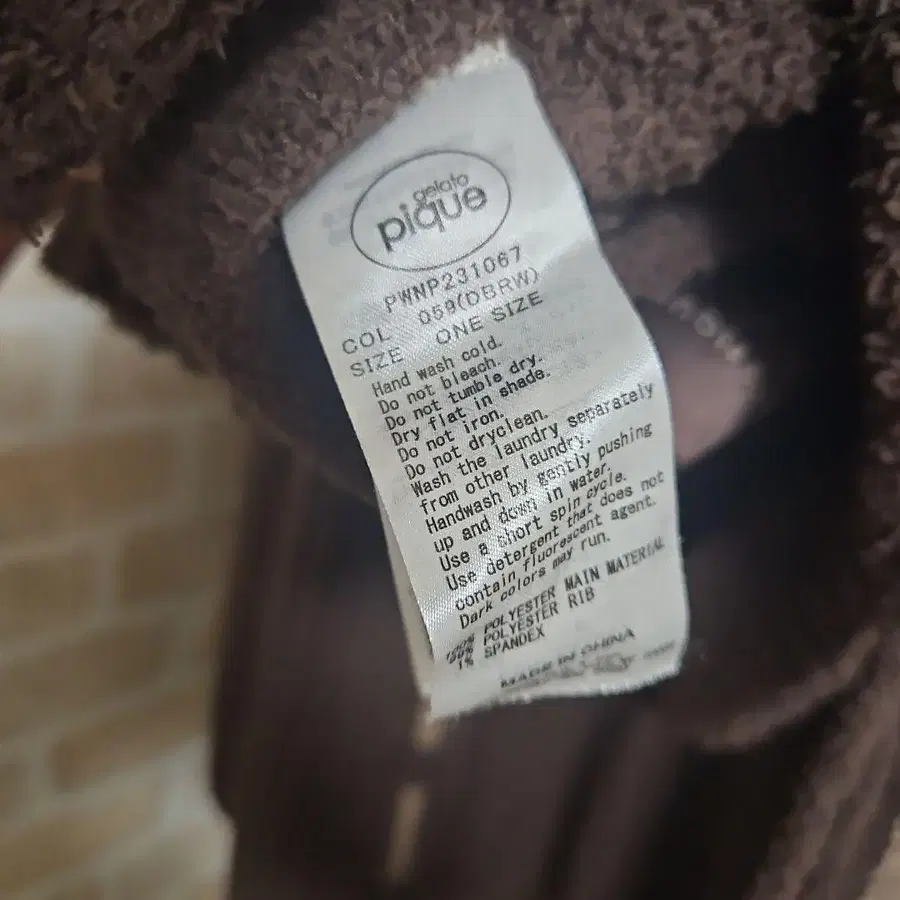 gelato
pique
PWNP231067
COL 059(DBRW)
SIZE ONE SIZE
Hand wash cold.
Do not bleach.
Do not tumble dry.
Dry flat in shade.
Do not iron.
Do not dryclean.
Wash the laundry separately
from other laundry.
Handwash by gently pushing
up and down in water.
Use a short spin cycle.
Use detergent that does not
contain fluorescent agent.
Dark colors may run.
100% POLYESTER MAIN MATERIAL
POLYESTER RIB
1% SPANDEX
MADE IN CHINA